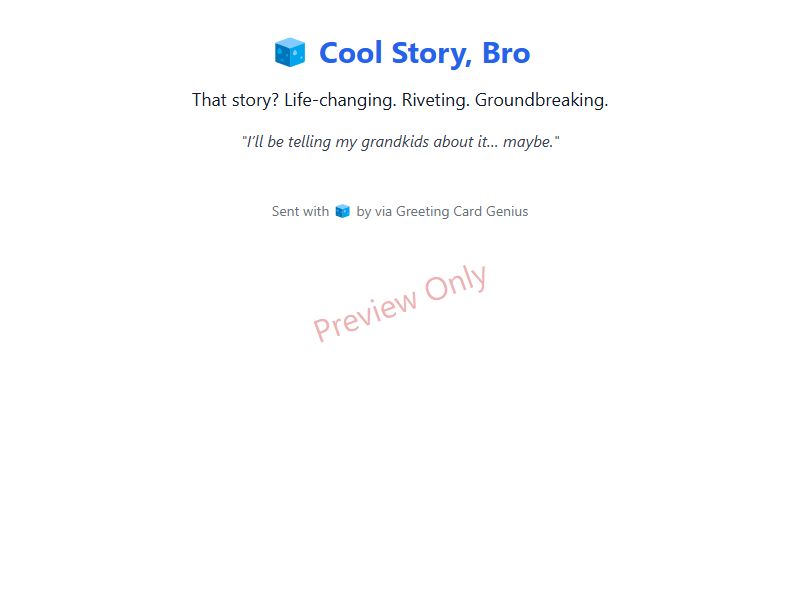 🧊 Cool Story, Bro
That story? Life-changing. Riveting. Groundbreaking.
"I'll be telling my grandkids about it... maybe."
Sent with 🧊 by via Greeting Card Genius
Preview Only